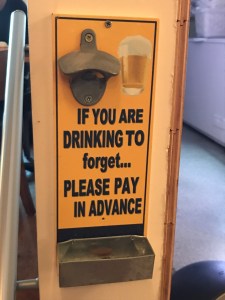 IF YOU ARE
DRINKING TO
forget...
PLEASE PAY
IN ADVANCE